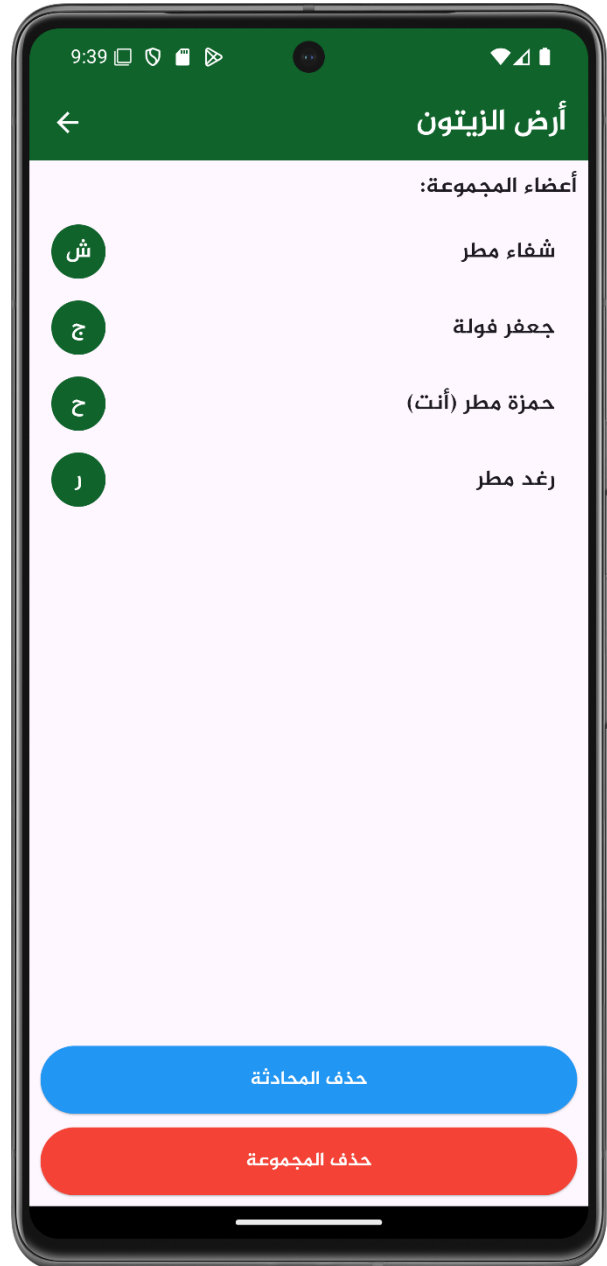 9:39
أرض الزيتون
أعضاء المجموعة:
شفاء مطر
ش
جعفر فولة
ج
حمزة مطر (أنت)
ح
رغد مطر
ر
حذف المحادثة
حذف المجموعة